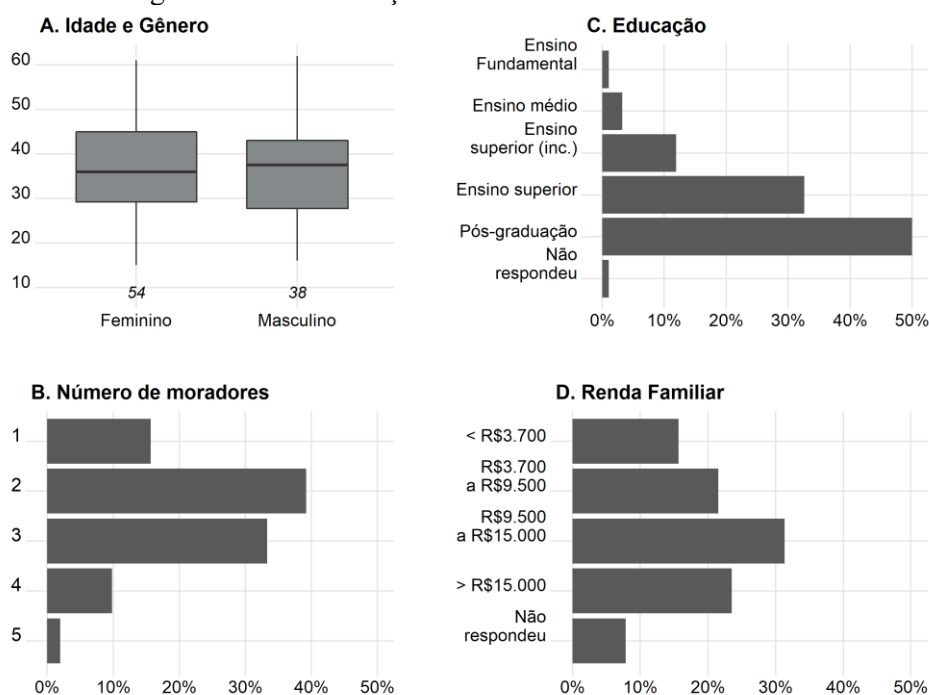 A. Idade e Gênero
60
50
40
30
20
10
54
38
Feminino
Masculino
C. Educação
Ensino
Fundamental
Ensino médio
Ensino
superior (inc.)
Ensino superior
Pós-graduação
Não
respondeu
0% 10% 20% 30% 40% 50%
B. Número de moradores
1
2
3
4
5
0% 10% 20% 30% 40% 50%
D. Renda Familiar
< R$3.700
R$3.700
a R$9.500
R$9.500
a R$15.000
> R$15.000
Não
respondeu
0% 10% 20% 30% 40% 50%